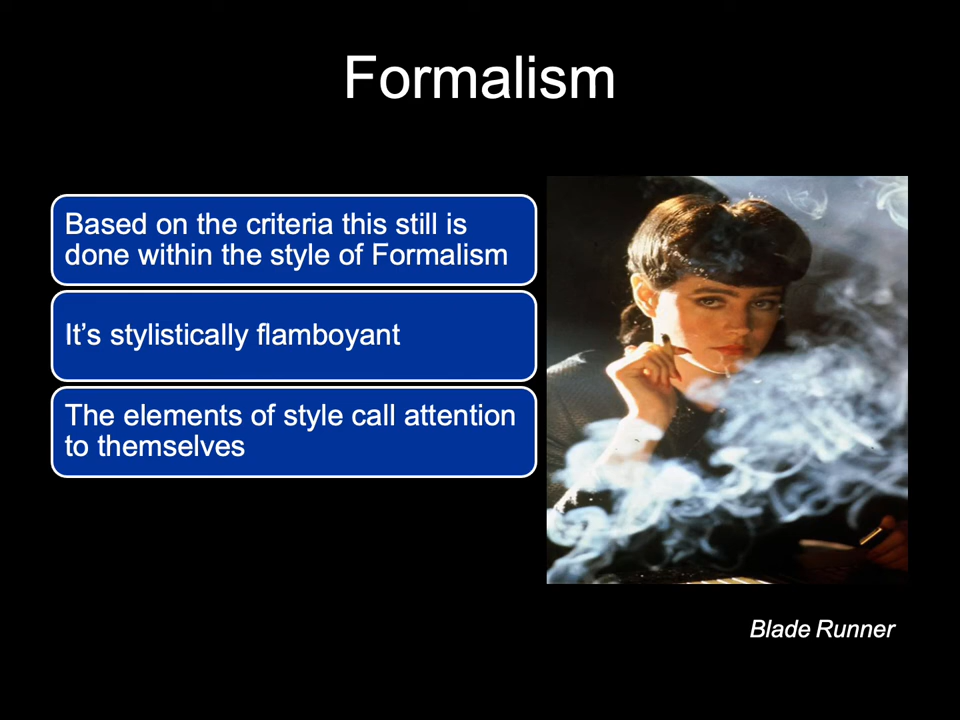 Formalism
Based on the criteria this still is
done within the style of Formalism
It’s stylistically flamboyant
The elements of style call attention
to themselves
Blade Runner